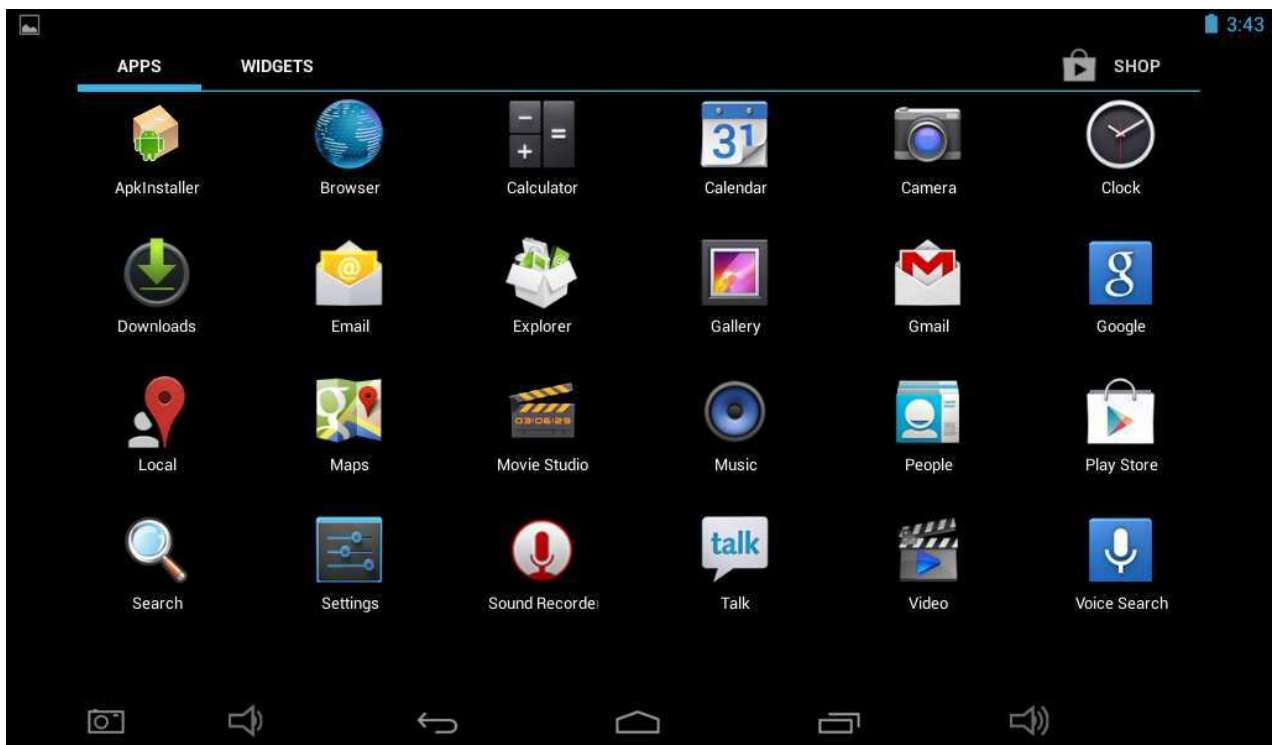 3:43
APPS WIDGETS SHOP
31
ApkInstaller Browser Calculator Calendar Camera Clock
@ g
Downloads Email Explorer Gallery Gmail Google
g 03:06:29
Local Maps Movie Studio Music People Play Store
talk
Search Settings Sound Recorder Talk Video Voice Search